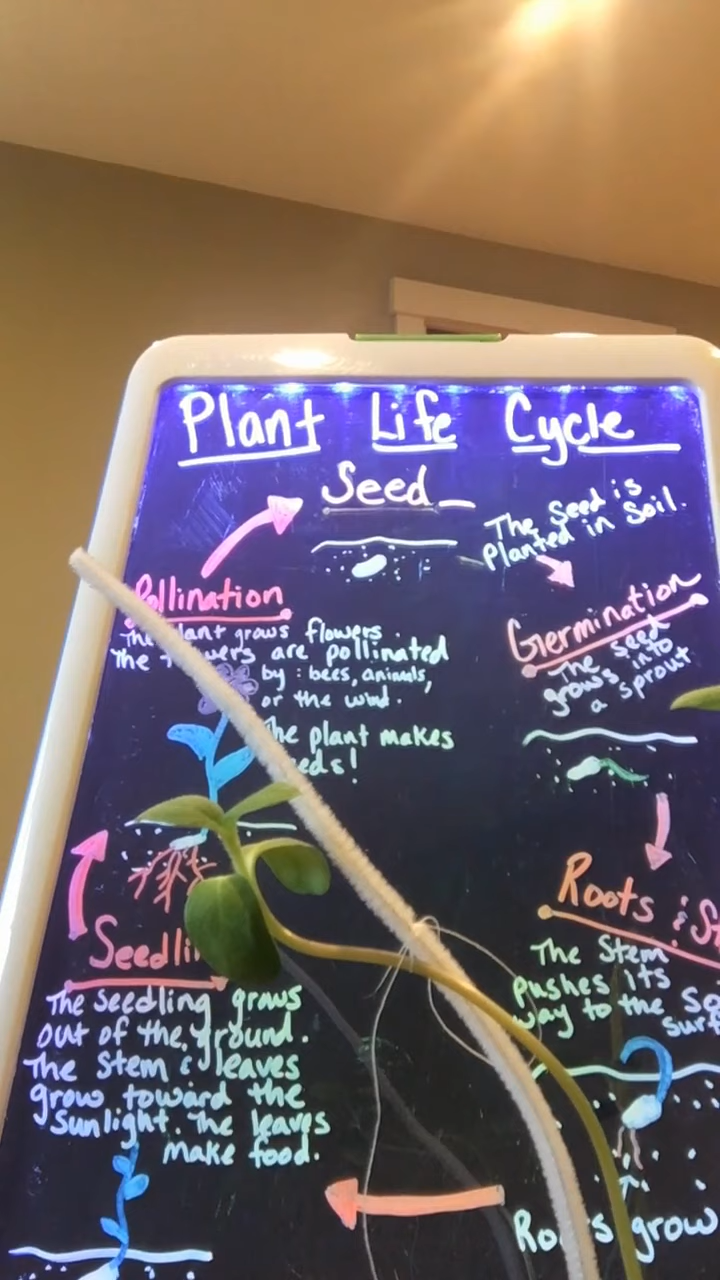 Plant Life Cycle
Seed
The Seed is
Planted in Soil.
Germination
The Seed
grows into
a sprout
Roots &
The Stem
pushes its
way to the
grow
Pollination
The plant grows flowers.
The are pollinated
by: bees, animals,
or the wind.
The plant makes
The Seedling grows
out of the ground.
The Stem & leaves
grow toward the
Sunlight. The leaves
make food.